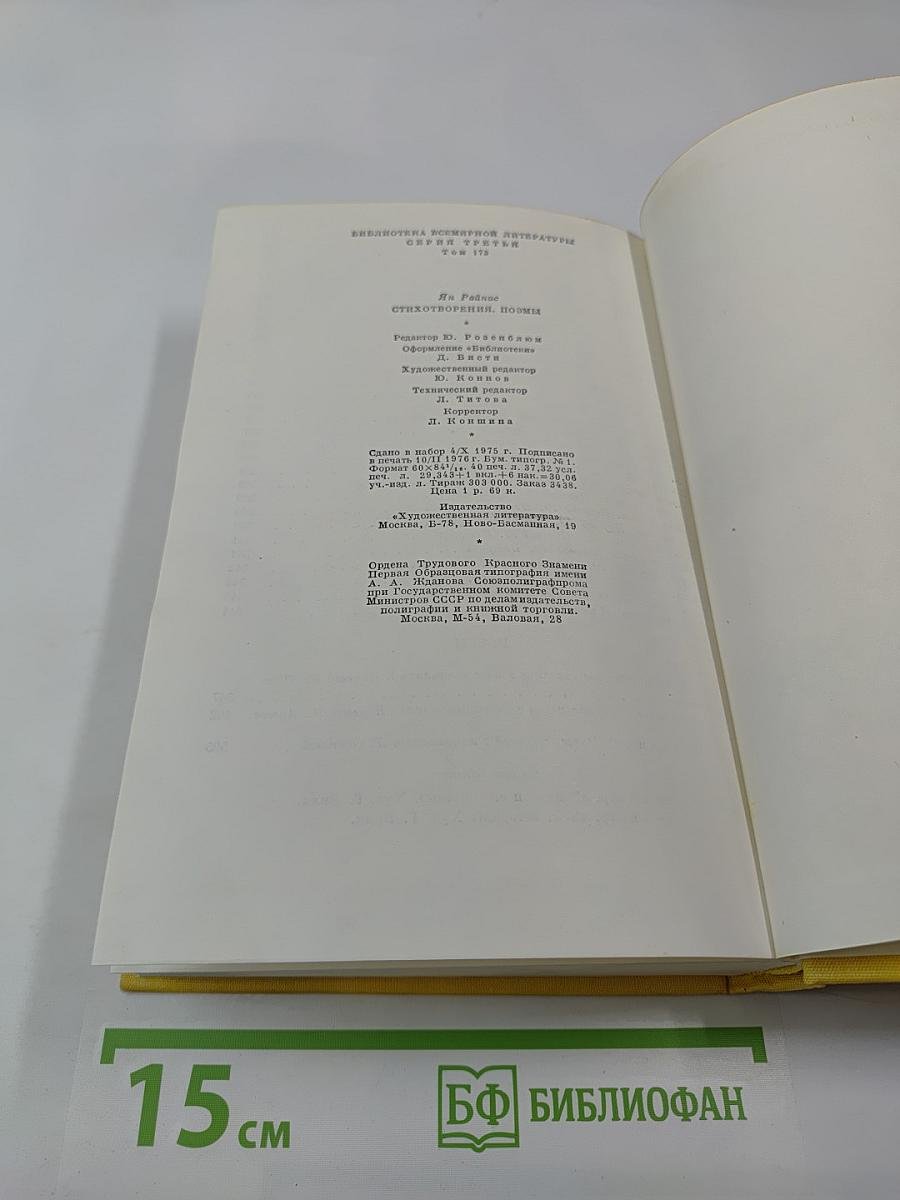 БИБЛИОТЕКА ВСЕМИРНОЙ ЛИТЕРАТУРЫ
СЕРИЯ ТРЕТЬЯ
Том 173
Ян Райнис
СТИХОТВОРЕНИЯ. ПОЭМЫ
*
Редактор Ю. Розенблюм
Оформление «Библиотеки»
Д. Бисти
Художественный редактор
Ю. Коннов
Технический редактор
Л. Титова
Корректор
Л. Коншина
*
Сдано в набор 4/X 1975 г. Подписано
в печать 10/II 1976 г. Бум. типогр. № 1.
Формат 60×84¹/₁₆. 40 печ. л. 37,32 усл.
печ. л. 29,343+1 вкл.+6 нак.=30,06
уч.-изд. л. Тираж 303 000. Заказ 3438.
Цена 1 р. 69 к.
Издательство
«Художественная литература»
Москва, Б-78, Ново-Басманная, 19
*
Ордена Трудового Красного Знамени
Первая Образцовая типография имени
А. А. Жданова Союзполиграфпрома
при Государственном комитете Совета
Министров СССР по делам издательств,
полиграфии и книжной торговли.
Москва, М-54, Валовая, 28
15 см
БФ БИБЛИОФАН